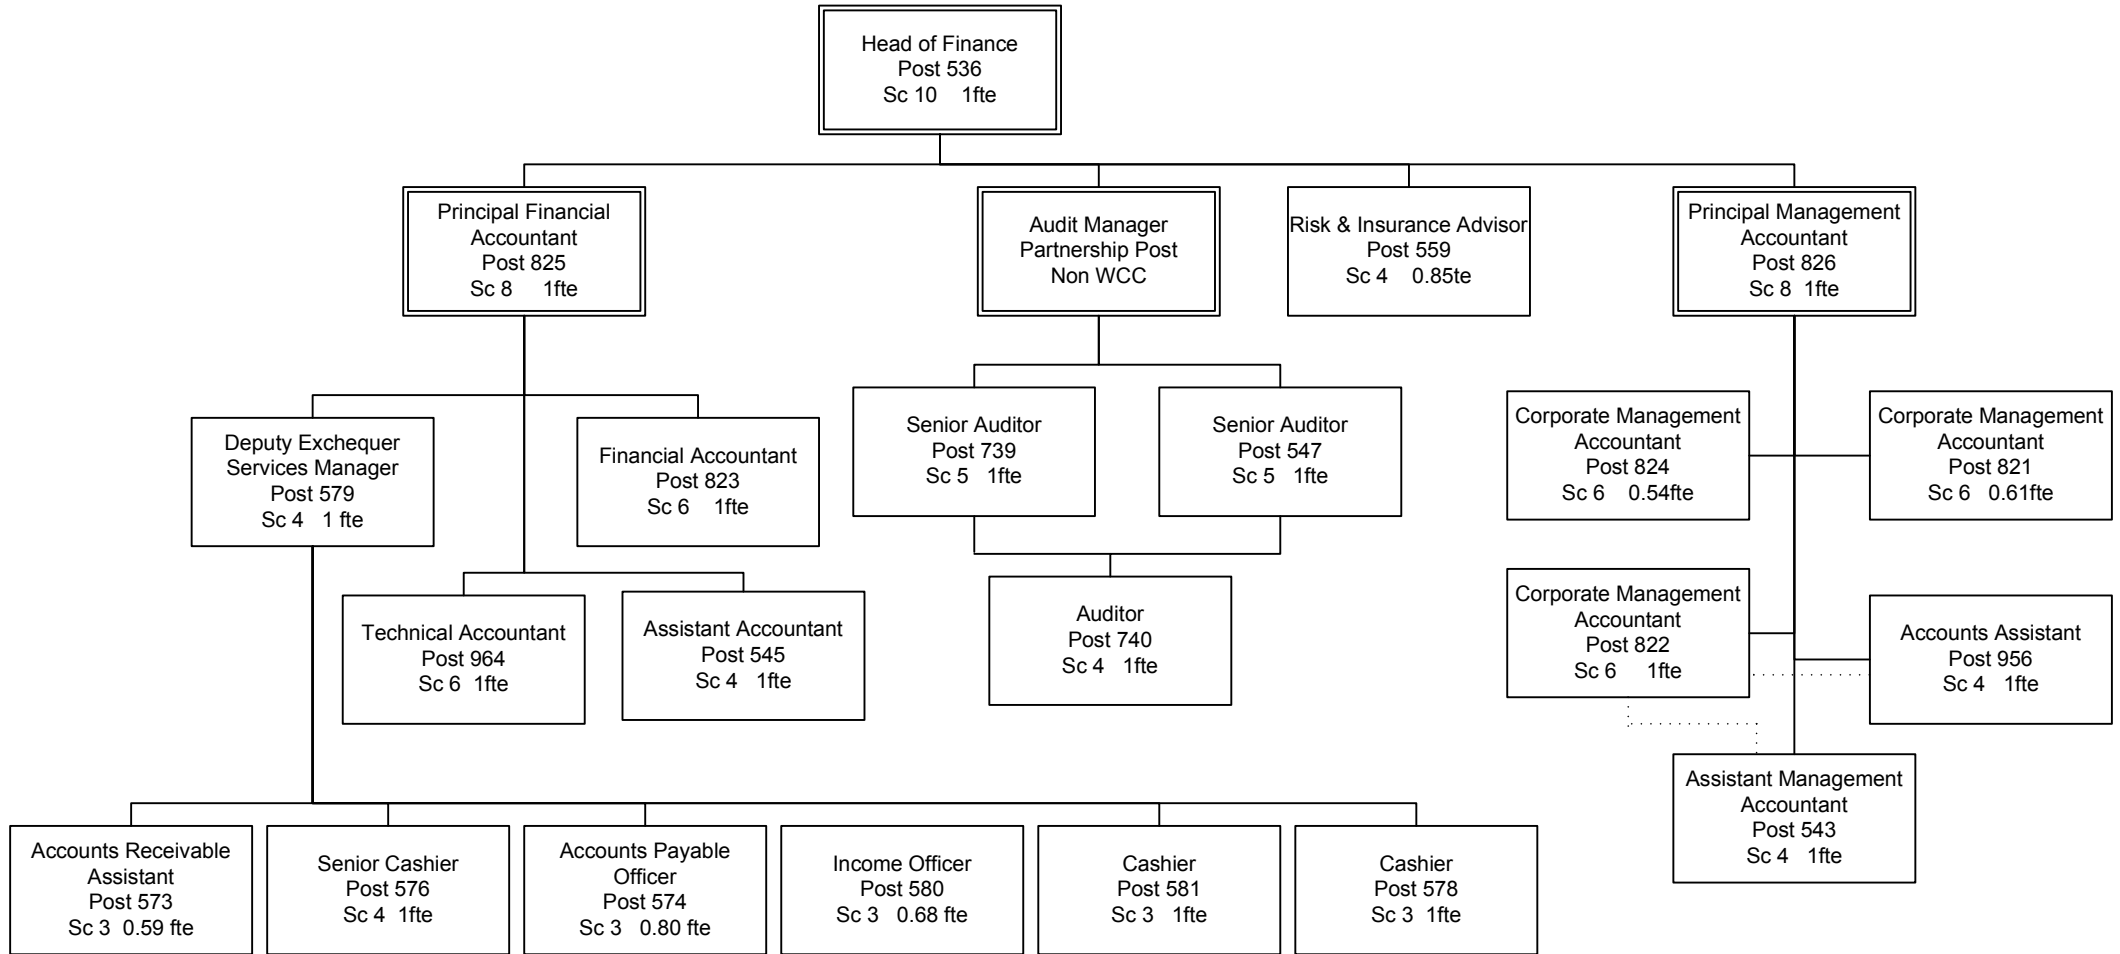 Head of Finance
Post 536
Sc 10 1fte
Principal Financial
Accountant
Post 825
Sc 8 1fte
Audit Manager
Partnership Post
Non WCC
Risk & Insurance Advisor
Post 559
Sc 4 0.85te
Principal Management
Accountant
Post 826
Sc 8 1fte
Deputy Exchequer
Services Manager
Post 579
Sc 4 1 fte
Financial Accountant
Post 823
Sc 6 1fte
Senior Auditor
Post 739
Sc 5 1fte
Senior Auditor
Post 547
Sc 5 1fte
Corporate Management
Accountant
Post 824
Sc 6 0.54fte
Corporate Management
Accountant
Post 821
Sc 6 0.61fte
Technical Accountant
Post 964
Sc 6 1fte
Assistant Accountant
Post 545
Sc 4 1fte
Auditor
Post 740
Sc 4 1fte
Corporate Management
Accountant
Post 822
Sc 6 1fte
Accounts Assistant
Post 956
Sc 4 1fte
Assistant Management
Accountant
Post 543
Sc 4 1fte
Accounts Receivable
Assistant
Post 573
Sc 3 0.59 fte
Senior Cashier
Post 576
Sc 4 1fte
Accounts Payable
Officer
Post 574
Sc 3 0.80 fte
Income Officer
Post 580
Sc 3 0.68 fte
Cashier
Post 581
Sc 3 1fte
Cashier
Post 578
Sc 3 1fte